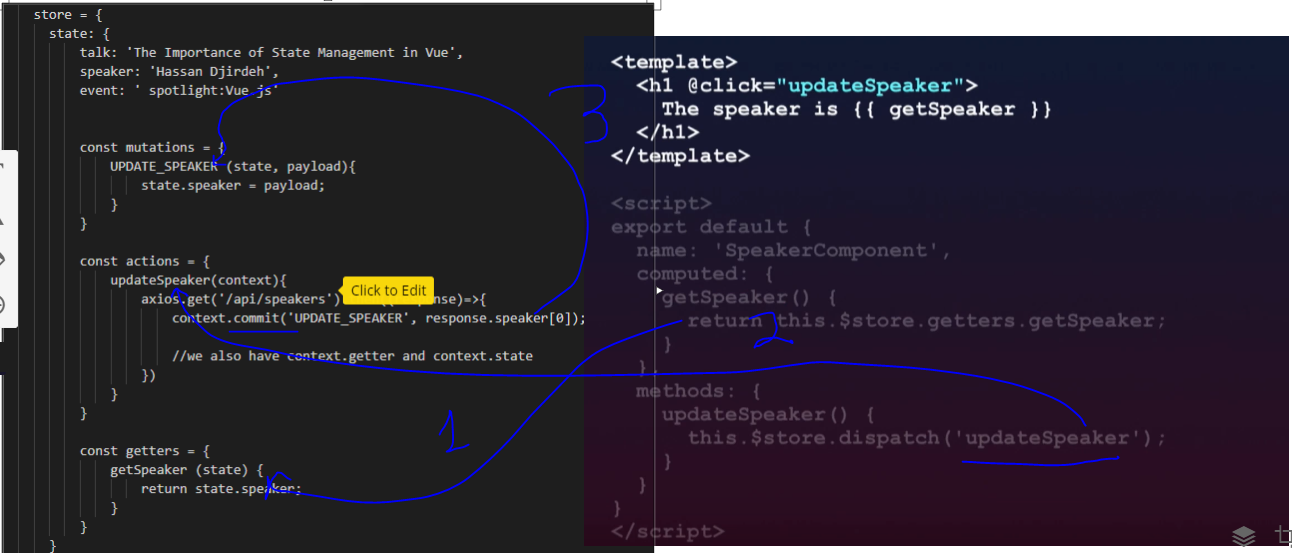 store = {
state: {
talk: 'The Importance of State Management in Vue',
speaker: 'Hassan Djirdeh',
event: ' spotlight:Vue js'
const mutations = {
UPDATE_SPEAKER (state, payload){
state.speaker = payload;
}
}
const actions = {
updateSpeaker(context){
axios.get('/api/speakers') )=>{
Click to Edit
context.commit('UPDATE_SPEAKER', response.speaker[0]);
//we also have context.getter and context.state
})
}
}
const getters = {
getSpeaker (state) {
return state.speaker;
}
}
}
<template>
<h1 @click="updateSpeaker">
The speaker is {{ getSpeaker }}
</h1>
</template>
<script>
export default {
name: 'SpeakerComponent',
computed: {
getSpeaker() {
return this.$store.getters.getSpeaker;
}
},
methods: {
updateSpeaker() {
this.$store.dispatch('updateSpeaker');
}
}
}
</script>
1
2
3